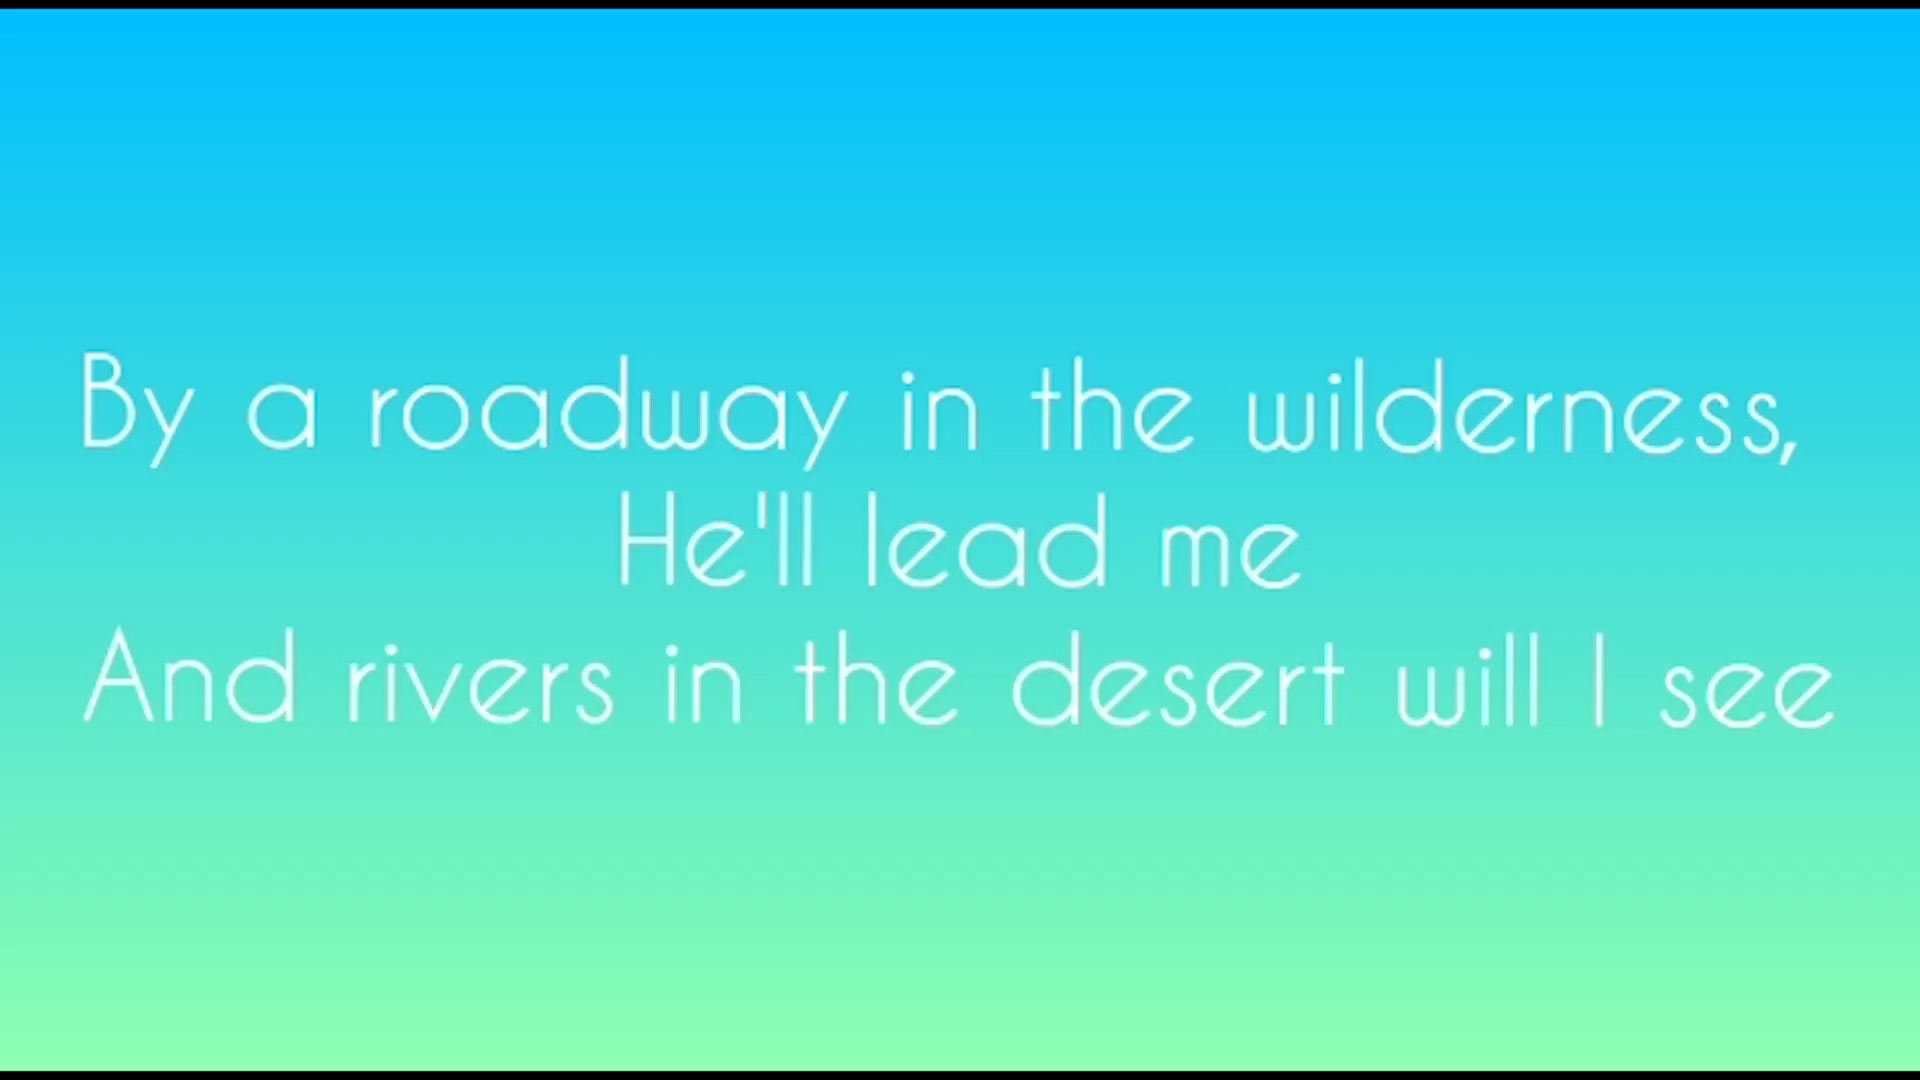 By a roadway in the wilderness,
He'll lead me
And rivers in the desert will I see